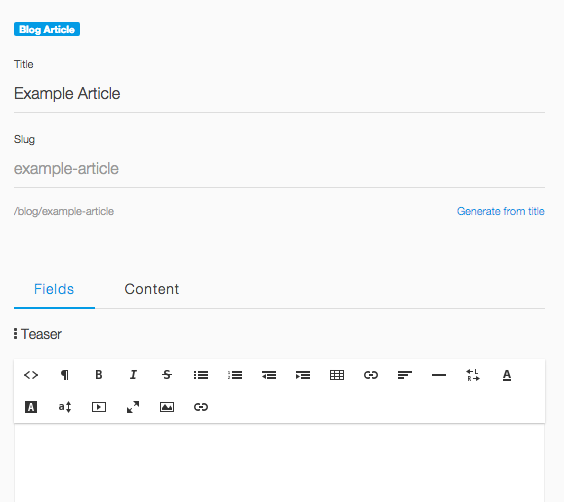 Blog Article
Title
Example Article
Slug
example-article
/blog/example-article Generate from title
Fields Content
Teaser
<> ¶ B I S A
A a